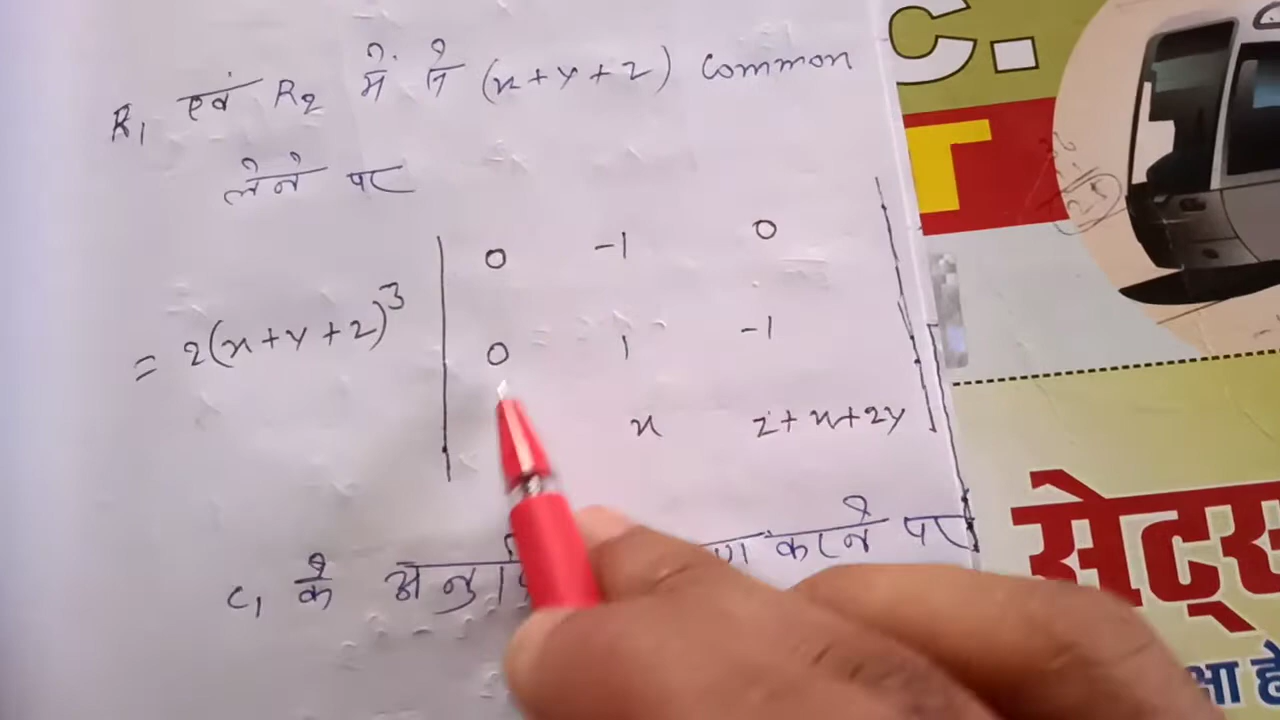 R₁ एवं R₂ में से (x+y+z) common
लेने पर
0 -1 0
= 2(x+y+z)³ 0 1 -1
x z+x+2y
C₁ के करने पर
C.
T
सेट्स